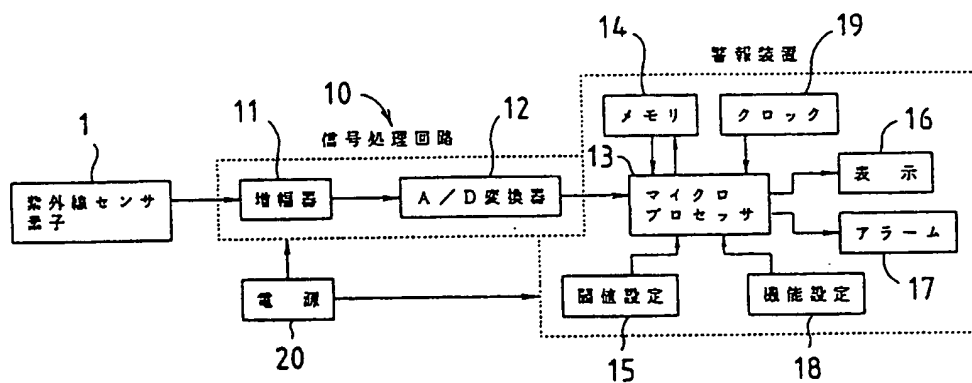 14
19
警報装置
10
12
メモリ
クロック
16
11
信号処理回路
13
1
表示
紫外線センサ
素子
増幅器
A/D変換器
マイクロ
プロセッサ
アラーム
17
電源
閾値設定
機能設定
20
15
18